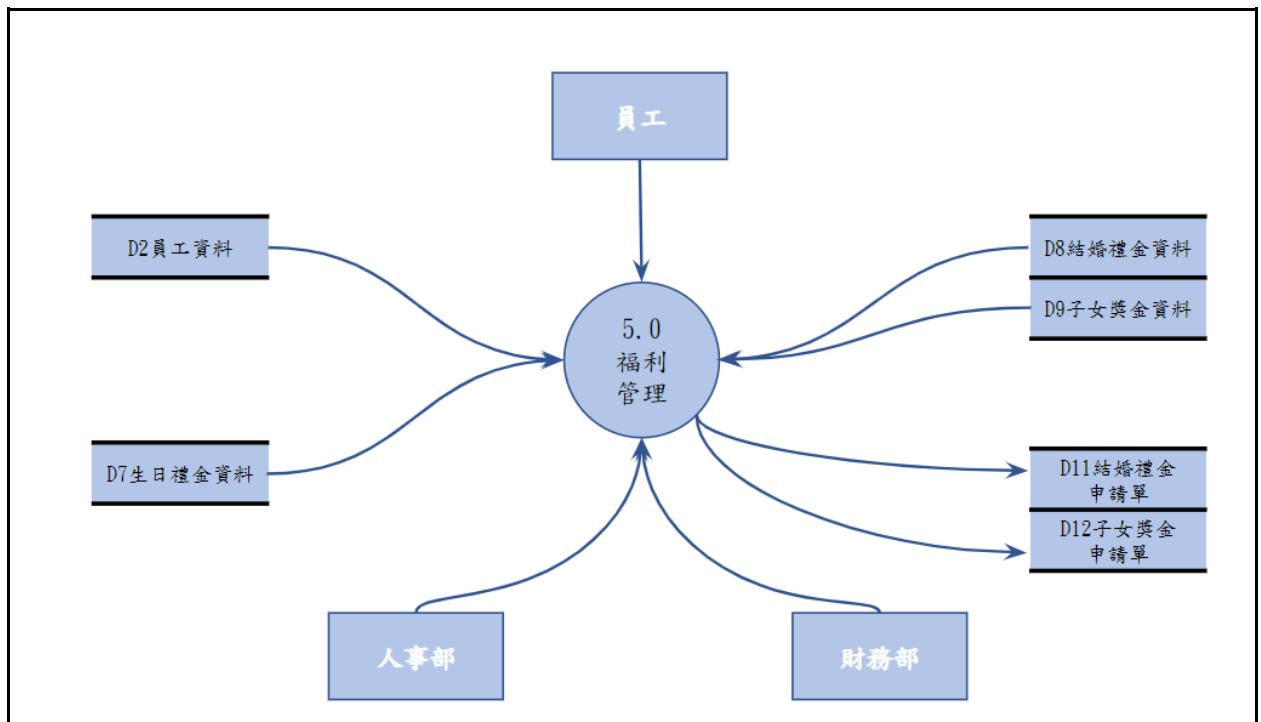 員工
D2員工資料
D8結婚禮金資料
D9子女獎金資料
5.0
福利
管理
D7生日禮金資料
D11結婚禮金
申請單
D12子女獎金
申請單
人事部
財務部